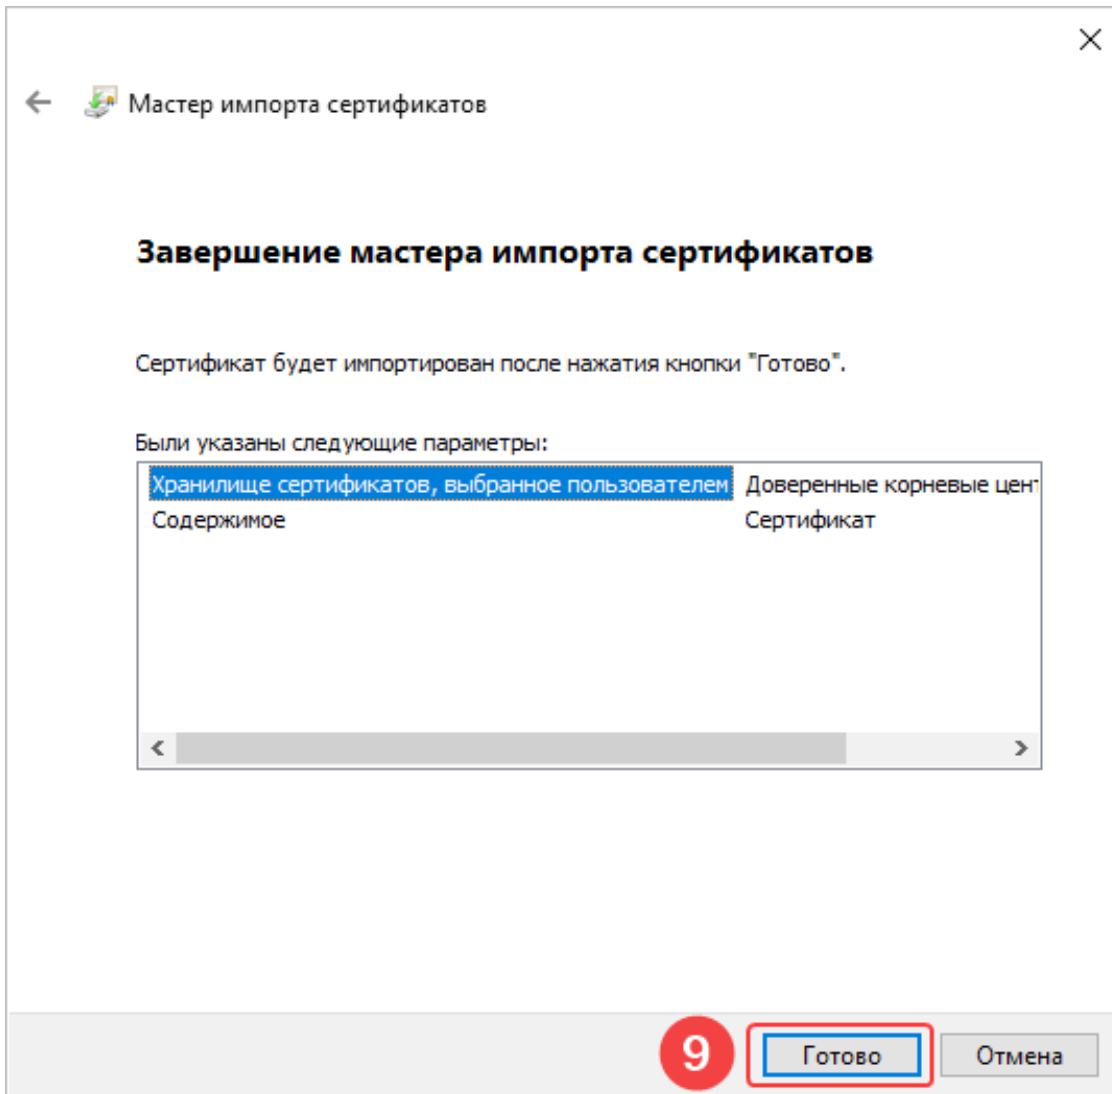 Мастер импорта сертификатов
Завершение мастера импорта сертификатов
Сертификат будет импортирован после нажатия кнопки "Готово".
Были указаны следующие параметры:
Хранилище сертификатов, выбранное пользователем Доверенные корневые цент
Содержимое Сертификат
9 Готово Отмена